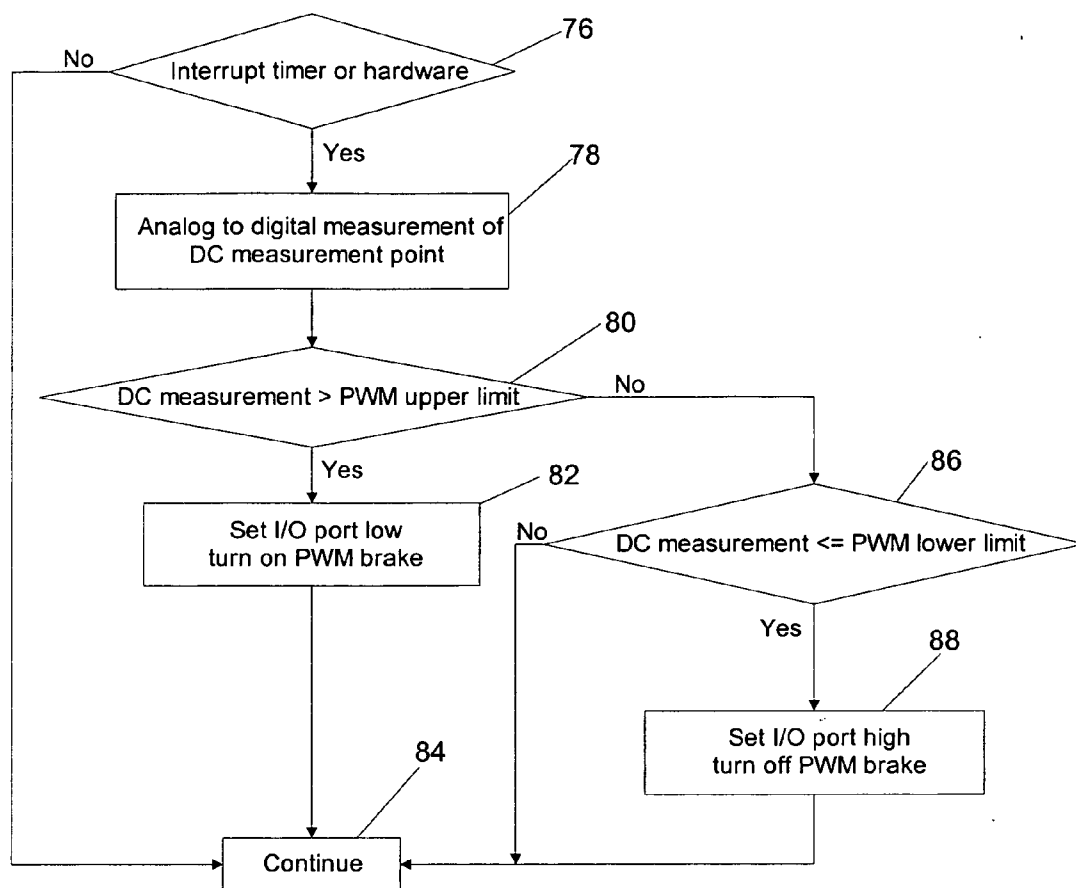 76
No
Interrupt timer or hardware
Yes
78
Analog to digital measurement of
DC measurement point
80
DC measurement > PWM upper limit
No
Yes
82
86
Set I/O port low
turn on PWM brake
No
DC measurement <= PWM lower limit
Yes
88
Set I/O port high
turn off PWM brake
84
Continue